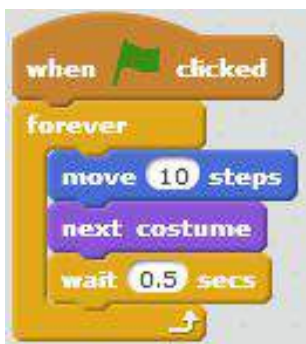 when clicked
forever
move 10 steps
next costume
wait 0.5 secs